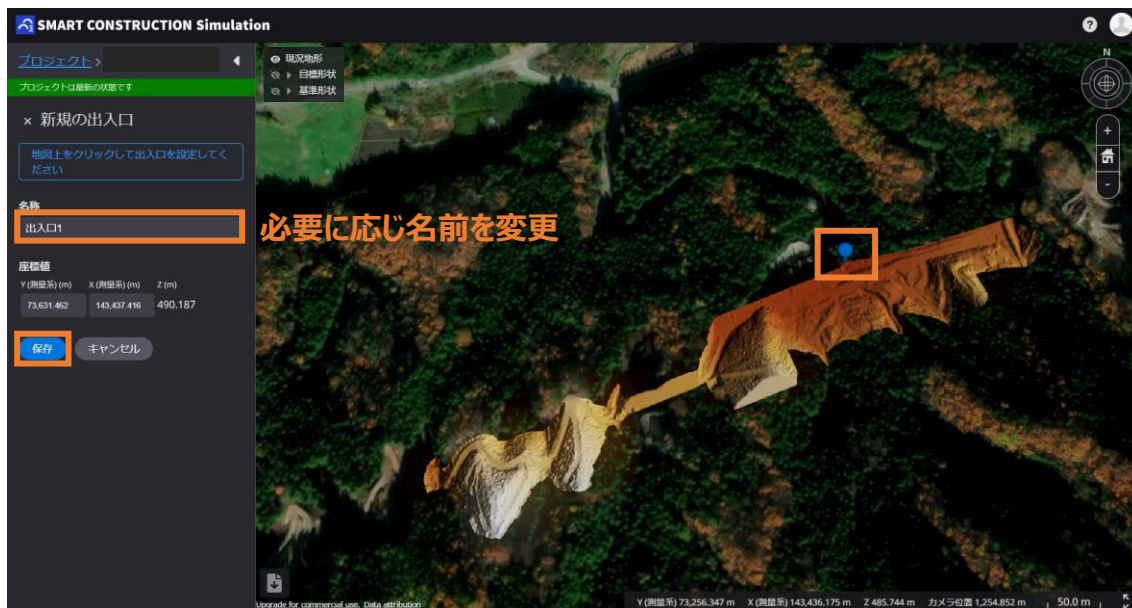 SMART CONSTRUCTION Simulation
?
プロジェクト >
プロジェクトは最新の状態です
× 新規の出入口
地図上をクリックして出入口を設定してく
ださい
名称
出入口1
必要に応じ名前を変更
座標値
Y (測量系) (m) X (測量系) (m) Z (m)
73,631.462 143,437.416 490.187
保存 キャンセル
現況地形
目標形状
基準形状
N
+
-
Upgrade for commercial use. Data attribution
Y (測量系) 73,256.347 m X (測量系) 143,436.175 m Z 485.744 m カメラ位置 1,254.852 m 50.0 m